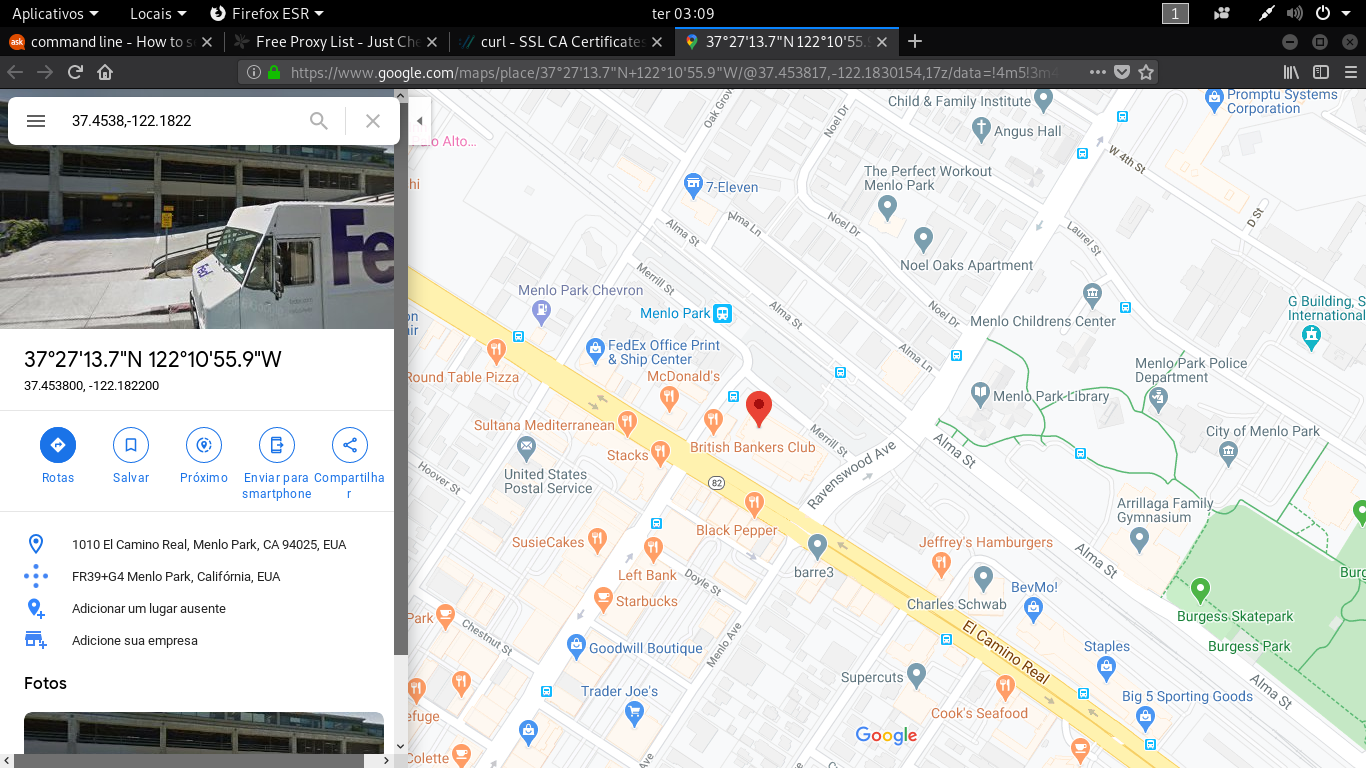 Aplicativos
Locais
Firefox ESR
ter 03:09
1
ask
command line - How to s
Free Proxy List - Just Che
curl - SSL CA Certificates
37°27'13.7"N 122°10'55.
https://www.google.com/maps/place/37°27'13.7"N+122°10'55.9"W/@37.453817,-122.1830154,17z/data=!4m5!3m4
37.4538,-122.1822
Fe
37°27'13.7"N 122°10'55.9"W
37.453800, -122.182200
Rotas
Salvar
Próximo
Enviar para
smartphone
Compartilha
r
1010 El Camino Real, Menlo Park, CA 94025, EUA
FR39+G4 Menlo Park, Califórnia, EUA
Adicionar um lugar ausente
Adicione sua empresa
Fotos
o Alto...
hi
Oak Grov
Noel Dr
Child & Family Institute
Angus Hall
Promptu Systems
Corporation
W 4th St
The Perfect Workout
Menlo Park
7-Eleven
Alma St
Alma Ln
Noel Dr
Laurel St
D St
Noel Oaks Apartment
Merrill St
Menlo Park Chevron
Menlo Park
Alma St
Noel Dr
Menlo Childrens Center
G Building, S
International
on
air
FedEx Office Print
& Ship Center
Alma Ln
Round Table Pizza
McDonald's
Menlo Park Police
Department
Menlo Park Library
Sultana Mediterranean
British Bankers Club
Merrill St
Stacks
City of Menlo Park
Alma St
Hoover St
United States
Postal Service
82
Ravenswood Ave
Arrillaga Family
Gymnasium
Black Pepper
SusieCakes
Jeffrey's Hamburgers
Alma St
Left Bank
Doyle St
barre3
BevMo!
Burg
Starbucks
Charles Schwab
Park
Burgess Skatepark
Chestnut St
Menlo Ave
El Camino Real
Goodwill Boutique
Staples
Burgess Park
Supercuts
Trader Joe's
Big 5 Sporting Goods
Alma St
efuge
Cook's Seafood
Google
Colette